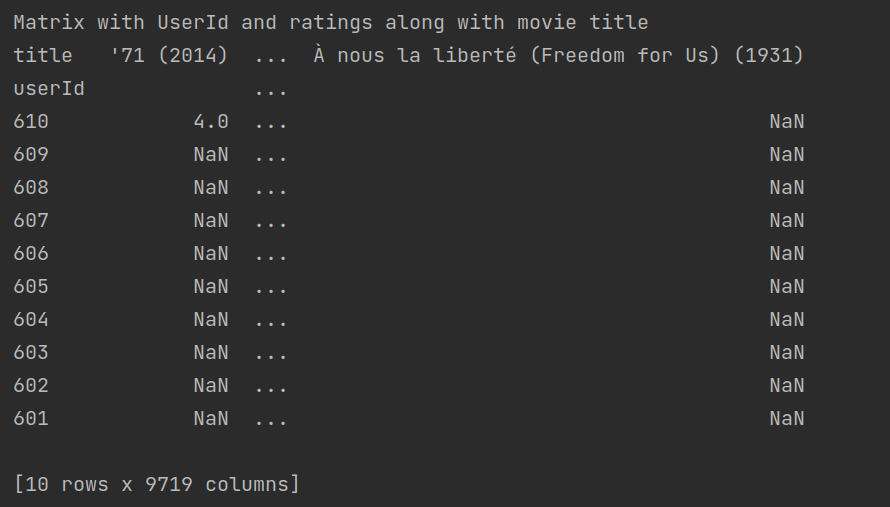 Matrix with UserId and ratings along with movie title
title   '71 (2014)  ...  À nous la liberté (Freedom for Us) (1931)
userId              ...
610            4.0  ...                                        NaN
609            NaN  ...                                        NaN
608            NaN  ...                                        NaN
607            NaN  ...                                        NaN
606            NaN  ...                                        NaN
605            NaN  ...                                        NaN
604            NaN  ...                                        NaN
603            NaN  ...                                        NaN
602            NaN  ...                                        NaN
601            NaN  ...                                        NaN
[10 rows x 9719 columns]